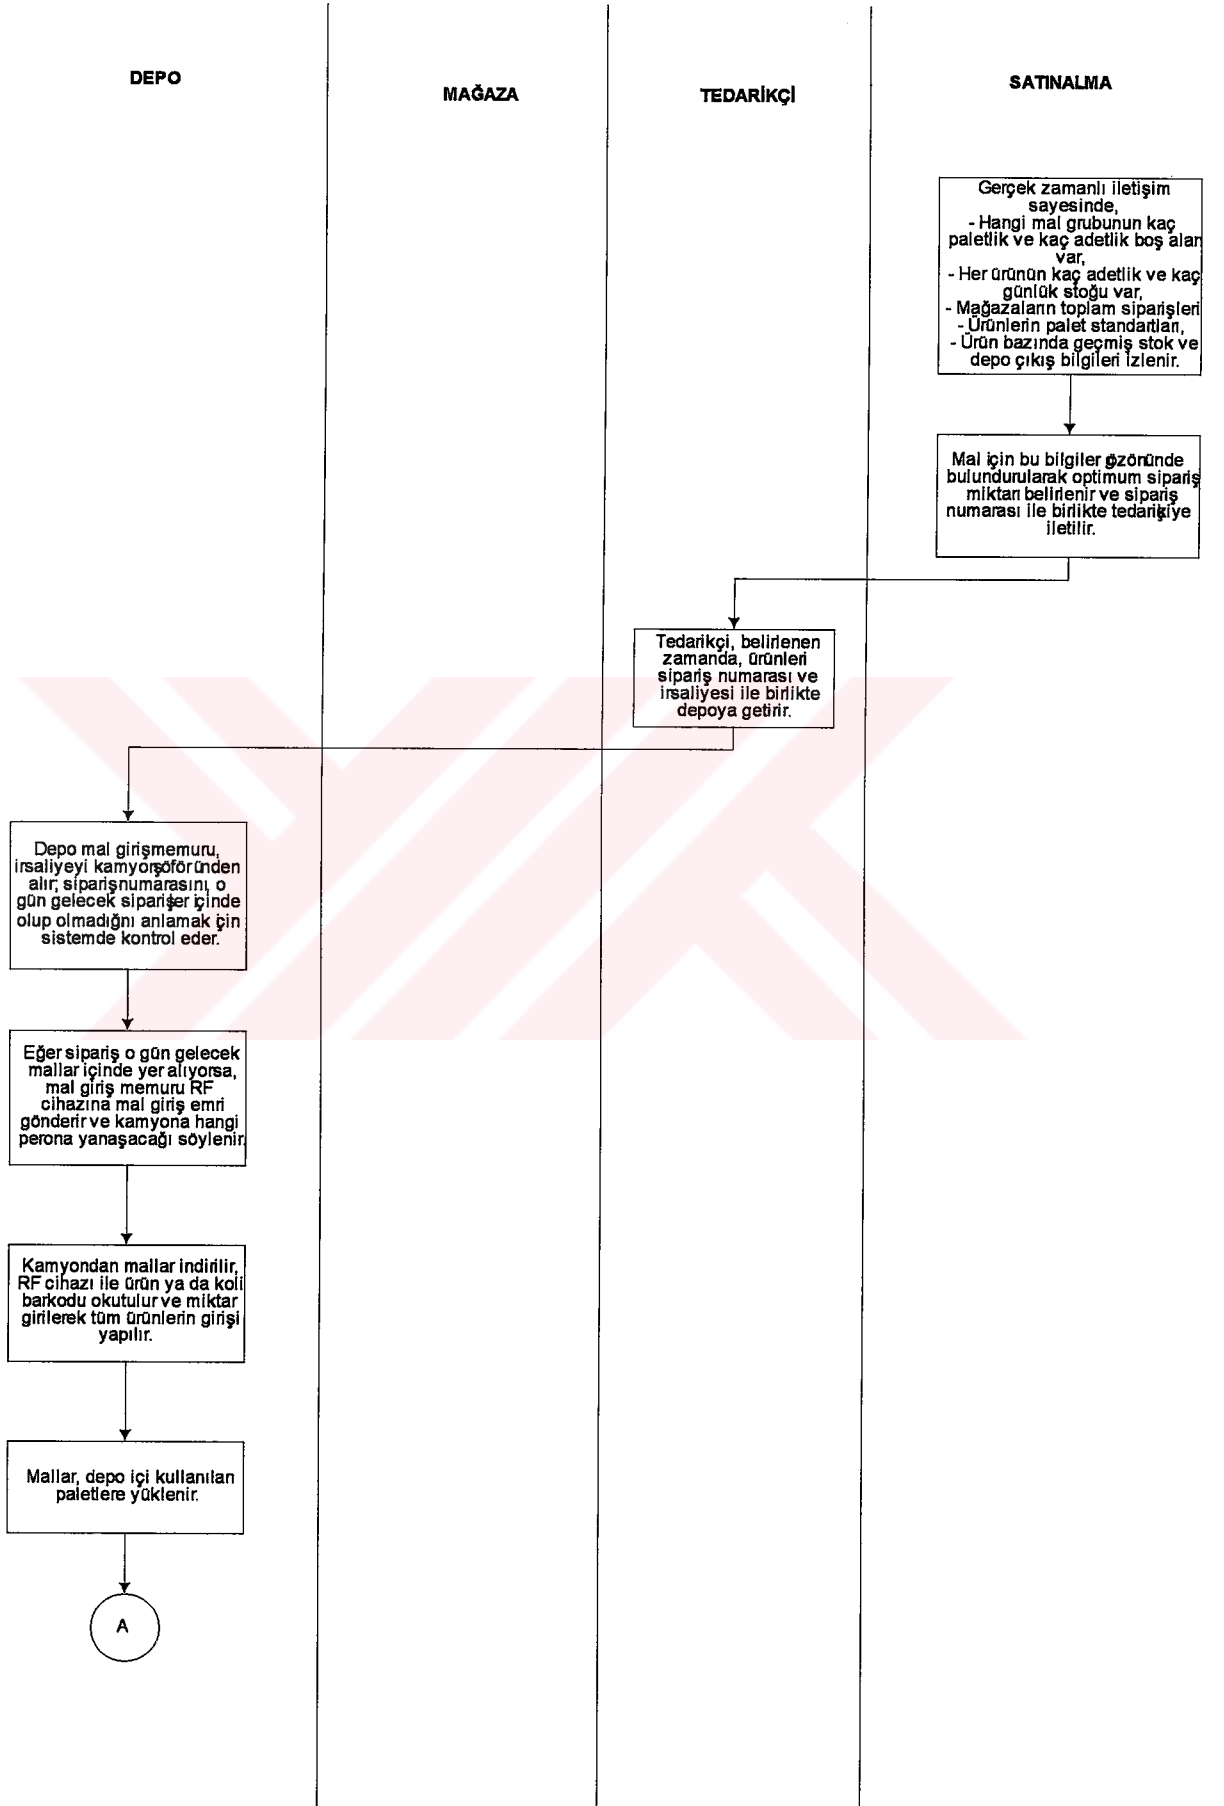 DEPO
MAĞAZA
TEDARİKÇİ
SATINALMA
Gerçek zamanlı iletişim
sayesinde,
- Hangi mal grubunun kaç
paletlik ve kaç adetlik boş alan
var,
- Her ürünün kaç adetlik ve kaç
günlük stoğu var,
- Mağazaların toplam siparişleri
- Ürünlerin palet standartları,
- Ürün bazında geçmiş stok ve
depo çıkış bilgileri izlenir.
Mal için bu bilgiler gözönünde
bulundurularak optimum sipariş
miktarı belirlenir ve sipariş
numarası ile birlikte tedarikçiye
iletilir.
Tedarikçi, belirlenen
zamanda, ürünleri
sipariş numarası ve
irsaliyesi ile birlikte
depoya getirir.
Depo mal giriş memuru,
irsaliyeyi kamyon şoföründen
alır, sipariş numarasını, o
gün gelecek siparişler içinde
olup olmadığını anlamak için
sistemde kontrol eder.
Eğer sipariş o gün gelecek
mallar içinde yer alıyorsa,
mal giriş memuru RF
cihazına mal giriş emri
gönderir ve kamyona hangi
perona yanaşacağı söylenir.
Kamyondan mallar indirilir,
RF cihazı ile ürün ya da koli
barkodu okutulur ve miktar
girilerek tüm ürünlerin girişi
yapılır.
Mallar, depo içi kullanılan
paletlere yüklenir.
A